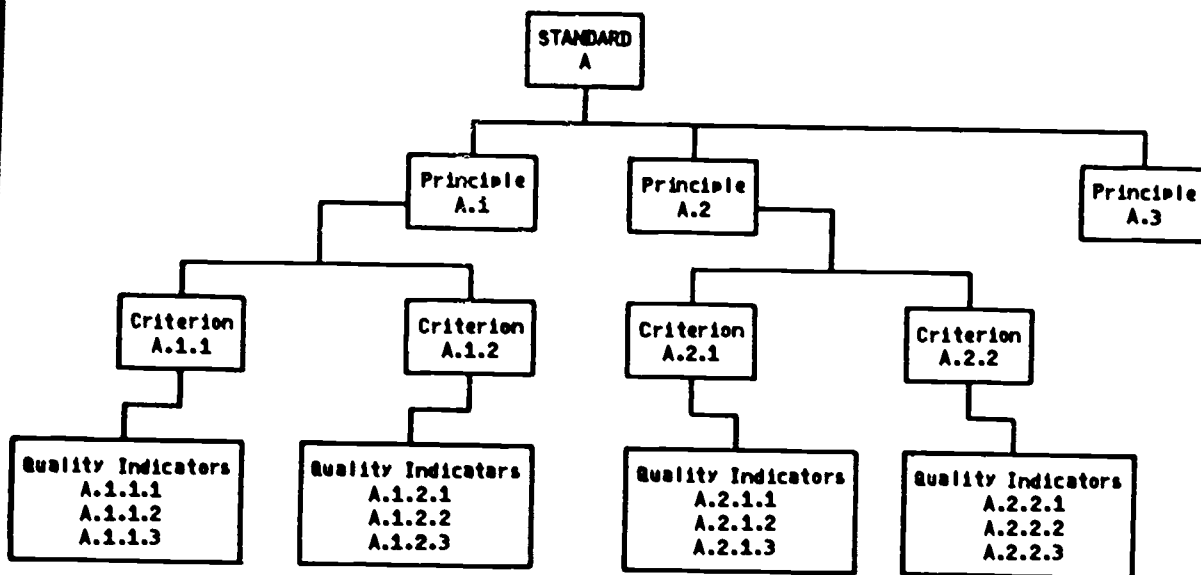 STANDARD
A
Principle
A.i
Principle
A.2
Principle
A.3
Criterion
A.1.1
Criterion
A.1.2
Criterion
A.2.1
Criterion
A.2.2
Quality Indicators
A.1.1.1
A.1.1.2
A.1.1.3
Quality Indicators
A.1.2.1
A.1.2.2
A.1.2.3
Quality Indicators
A.2.1.1
A.2.1.2
A.2.1.3
Quality Indicators
A.2.2.1
A.2.2.2
A.2.2.3